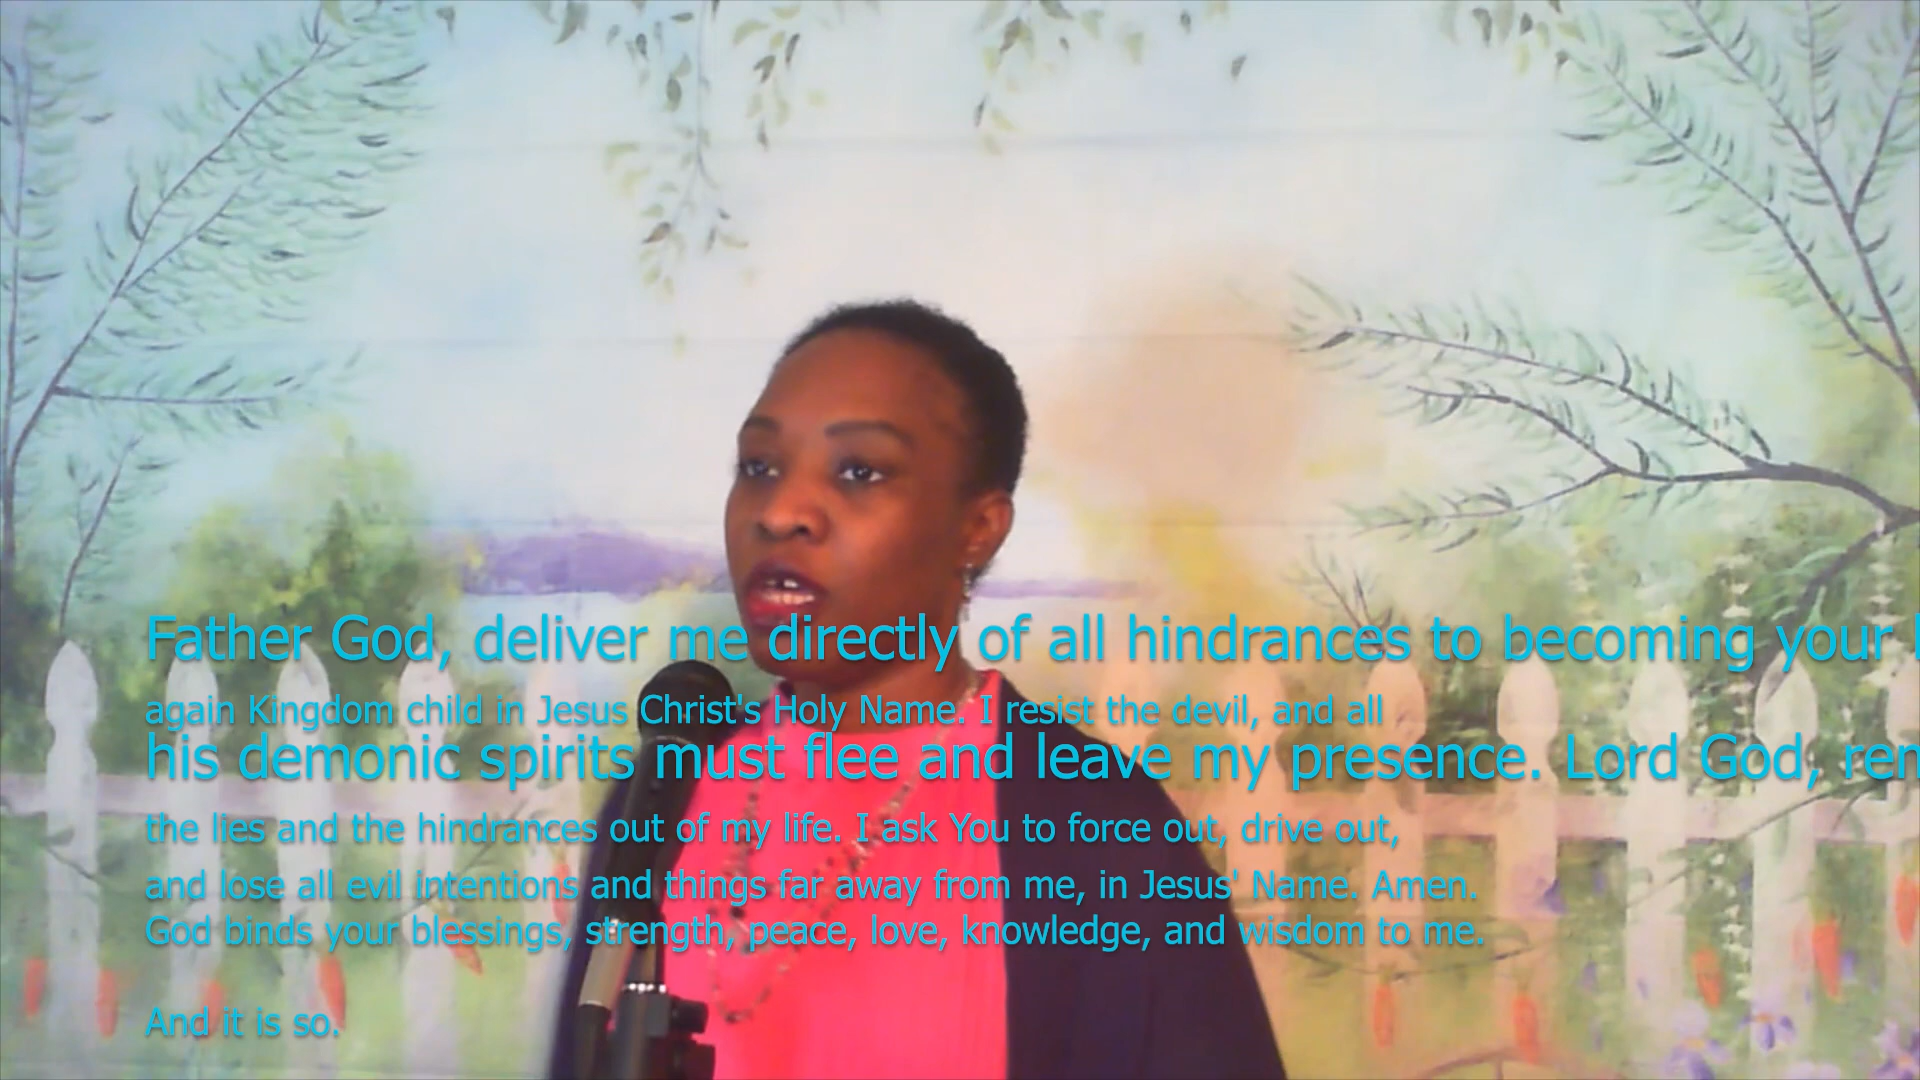 Father God, deliver me directly of all hindrances to becoming your
again Kingdom child in Jesus Christ's Holy Name. I resist the devil, and all
his demonic spirits must flee and leave my presence. Lord God,
the lies and the hindrances out of my life. I ask You to force out, drive out,
and lose all evil intentions and things far away from me, in Jesus' Name. Amen.
God binds your blessings, strength, peace, love, knowledge, and wisdom to me.
And it is so.